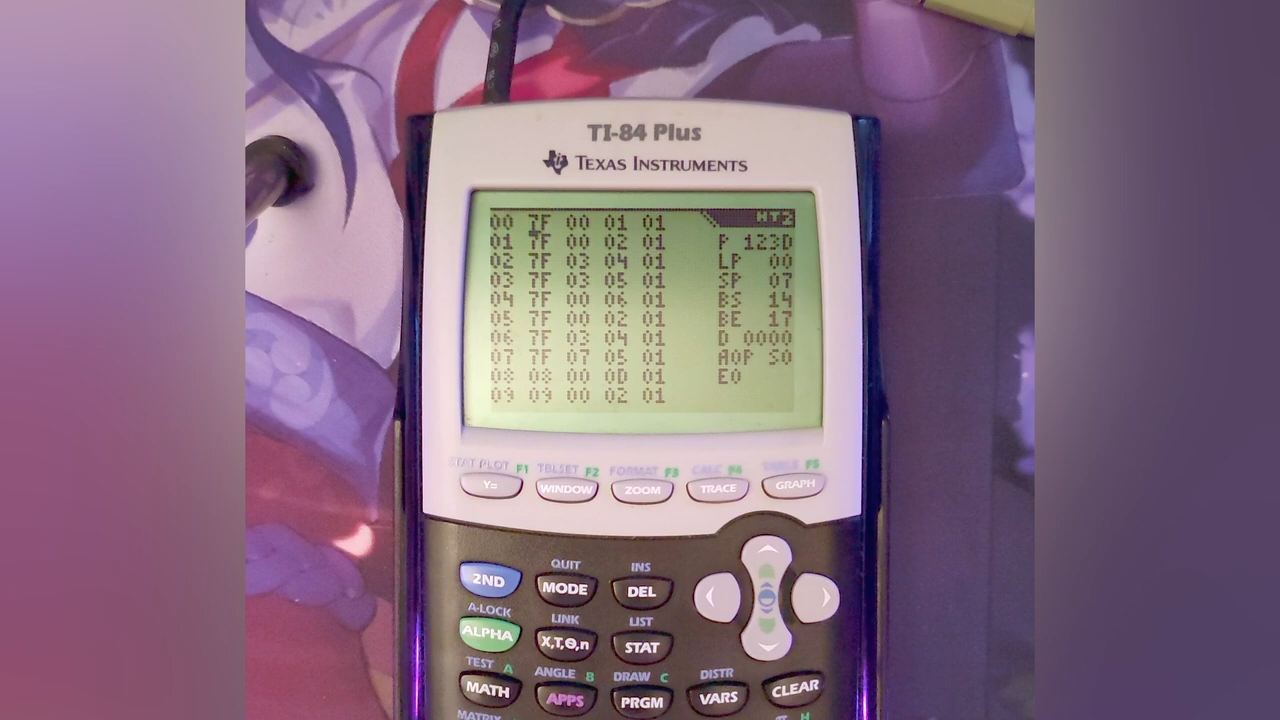 TI-84 Plus
TEXAS INSTRUMENTS
HT2
00 7F 00 01 01
01 7F 00 02 01 P 123D
02 7F 03 04 01 LP 00
03 7F 03 05 01 SP 07
04 7F 00 06 01 BS 14
05 7F 00 02 01 BE 17
06 7F 03 04 01 D 0000
07 7F 07 05 01 AOP S0
08 08 00 0D 01 E0
09 09 00 02 01
STAT PLOT F1 TBLSET F2 FORMAT F3 CALC F4 TABLE F5
Y= WINDOW ZOOM TRACE GRAPH
QUIT INS
2ND MODE DEL
A-LOCK LINK LIST
ALPHA X,T,Θ,n STAT
TEST A ANGLE B DRAW C DISTR
MATH APPS PRGM VARS CLEAR
MATRIX H